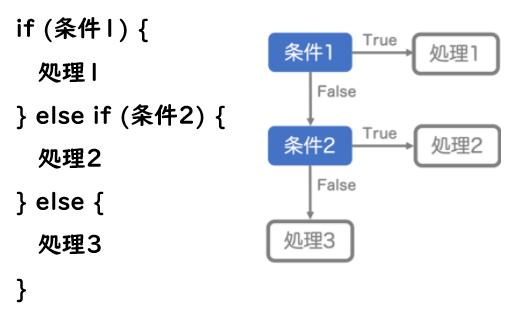 if (条件1) {
処理1
} else if (条件2) {
処理2
} else {
処理3
}
条件1
True
処理1
False
条件2
True
処理2
False
処理3